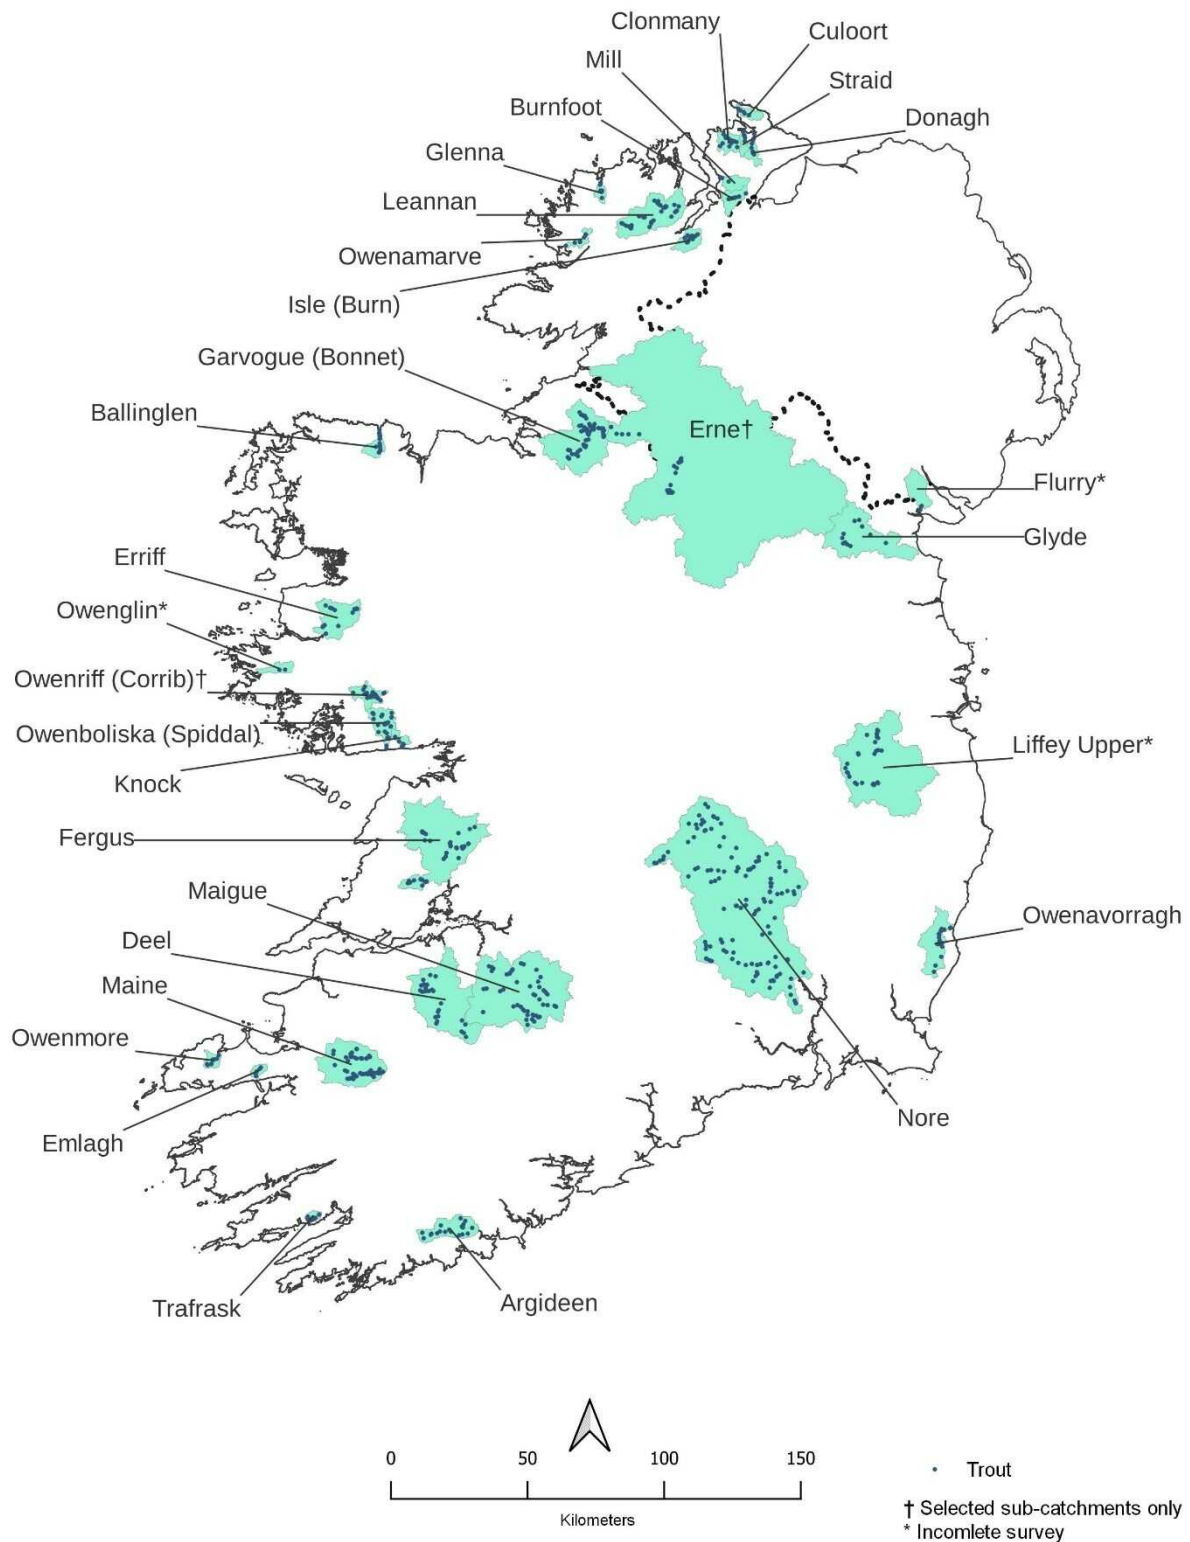 Clonmany
Culoort
Mill
Straid
Burnfoot
Donagh
Glenna
Leannan
Owenamarve
Isle (Burn)
Garvogue (Bonnet)
Ballinglen
Erne†
Flurry*
Glyde
Erriff
Owenglin*
Owenriff (Corrib)†
Owenboliska (Spiddal)
Knock
Liffey Upper*
Fergus
Maigue
Owenavorragh
Deel
Maine
Owenmore
Emlagh
Nore
Trafrask
Argideen
0 50 100 150
Kilometers
Trout
† Selected sub-catchments only
* Incomlete survey